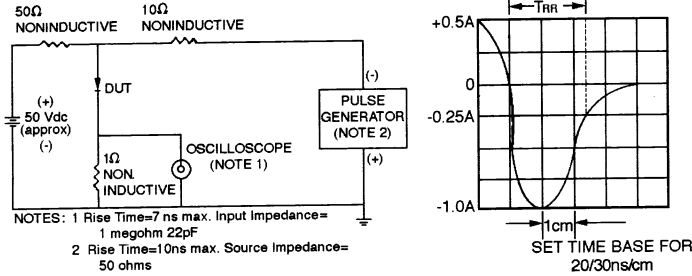 50Ω
NONINDUCTIVE
10Ω
NONINDUCTIVE
DUT
(+)
50 Vdc
(approx)
(-)
1Ω
NON.
INDUCTIVE
OSCILLOSCOPE
(NOTE 1)
(-)
PULSE
GENERATOR
(NOTE 2)
(+)
NOTES: 1 Rise Time=7 ns max. Input Impedance=
1 megohm 22pF
2 Rise Time=10ns max. Source Impedance=
50 ohms
TRR
+0.5A
0
-0.25A
-1.0A
1cm
SET TIME BASE FOR
20/30ns/cm